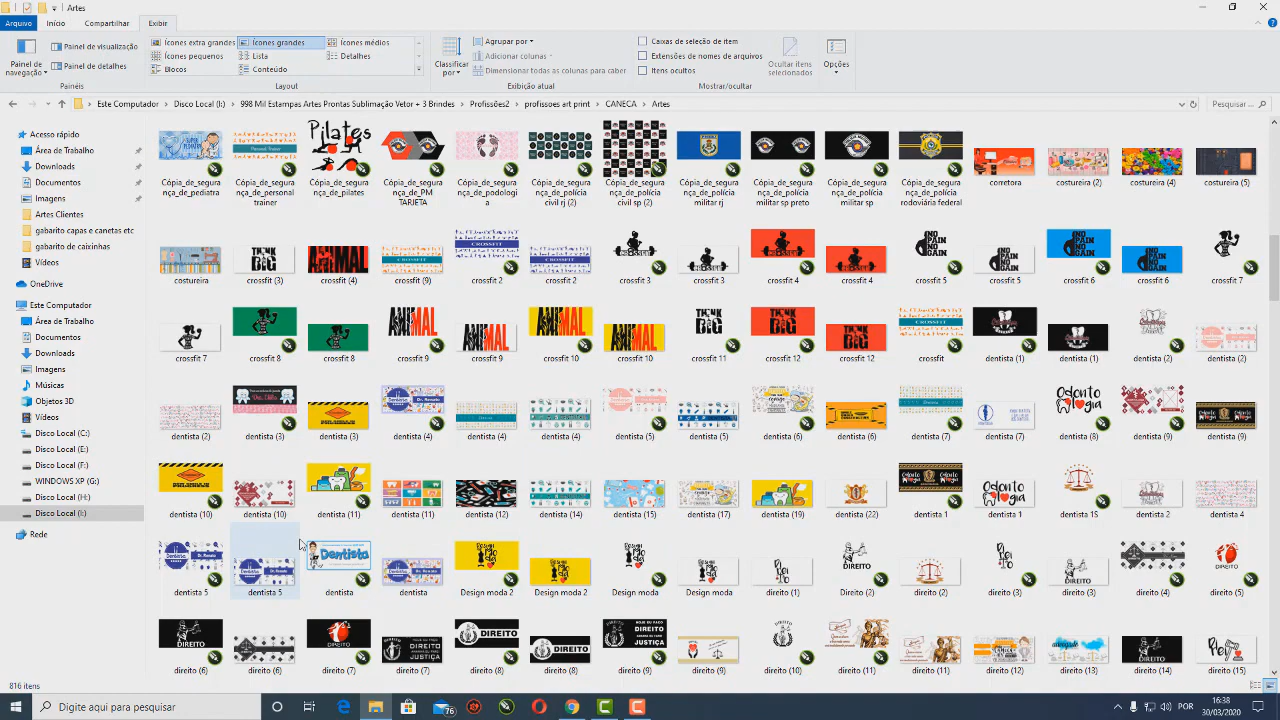 Artes
Arquivo Início Compartilhar Exibir
Painel de navegação
Painel de visualização
Painel de detalhes
Ícones extra grandes Ícones grandes Ícones médios
Ícones pequenos Lista Detalhes
Blocos Conteúdo
Layout
Classificar por
Agrupar por
Adicionar colunas
Dimensionar todas as colunas para caber
Exibição atual
Caixas de seleção de item
Extensões de nomes de arquivos
Itens ocultos
Ocultar itens selecionados
Mostrar/ocultar
Opções
Este Computador › Disco Local (I:) › 998 Mil Estampas Artes Prontas Sublimação Vetor + 3 Brindes › Profissões2 › profissoes art print › CANECA › Artes
Pesquisar ...
Acesso rápido
Área de Trabalho
Downloads
Documentos
Imagens
Artes Clientes
gabarito capas e canetas etc
gabarito de caixinhas
Vídeos
OneDrive
Este Computador
Área de Trabalho
Documentos
Downloads
Imagens
Músicas
Objetos 3D
Vídeos
Disco Local (C:)
Disco Local (E:)
Disco Local (F:)
WINDOWS XP (G:)
Disco Local (H:)
Disco Local (I:)
Rede
Cópia_de_segurança_de_pediatra
Cópia_de_segurança_de_personal trainer
Cópia_de_segurança_de_pilates
Cópia_de_segurança_de_PM TARJETA
Cópia_de_segurança_de_podologia
Cópia_de_segurança_de_polícia civil rj (2)
Cópia_de_segurança_de_polícia civil sp (2)
Cópia_de_segurança_de_polícia militar rj
Cópia_de_segurança_de_polícia militar sp preto
Cópia_de_segurança_de_polícia militar sp
Cópia_de_segurança_de_polícia rodoviária federal
corretora costureira (2) costureira (4) costureira (5)
costureira crossfit (3) crossfit (4) crossfit (9) crossfit 2 crossfit 2 crossfit 3 crossfit 3 crossfit 4 crossfit 4 crossfit 5 crossfit 5 crossfit 6 crossfit 6 crossfit 7
crossfit 7 crossfit 8 crossfit 8 crossfit 9 crossfit 9 crossfit 10 crossfit 10 crossfit 11 crossfit 12 crossfit 12 crossfit dentista (1) dentista (1) dentista (2) dentista (2)
dentista (2) dentista (3) dentista (3) dentista (4) dentista (4) dentista (4) dentista (5) dentista (5) dentista (6) dentista (6) dentista (7) dentista (7) dentista (8) dentista (9) dentista (9)
dentista (10) dentista (10) dentista (11) dentista (11) dentista (12) dentista (14) dentista (15) dentista (17) dentista (19) dentista (22) dentista 1 dentista 1 dentista 1S dentista 2 dentista 4
dentista 5 dentista 5 dentista dentista Design moda 2 Design moda 2 Design moda Design moda direito (1) direito (2) direito (2) direito (3) direito (3) direito (4) direito (5)
direito (6) direito (6) direito (7) direito (7) direito (8) direito (8) direito (9) direito (9) direito (10) direito (11) direito (11) direito (12) direito (13) direito (14) direito (15)
816 itens
Digite aqui para pesquisar
76
POR
16:38
30/03/2020